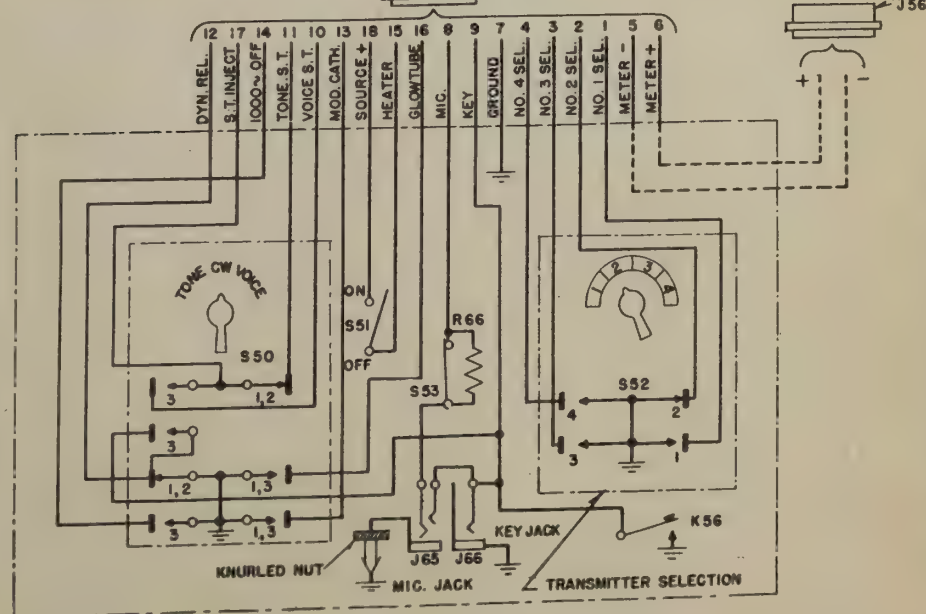 J56
12 17 14 11 10 13 18 15 16 8 9 7 4 3 2 1 5 6
DYN. REL.
S.T. INJECT
1000~OFF
TONE. S.T.
VOICE S.T.
MOD. CATH.
SOURCE +
HEATER
GLOWTUBE
MIC.
KEY
GROUND
NO. 4 SEL.
NO. 3 SEL.
NO. 2 SEL.
NO. 1 SEL.
METER -
METER +
+ -
TONE CW VOICE
S50
3 1,2
3
1,2 1,3
3 1,3
ON
S51
OFF
R66
S53
1 2 3 4
S52
4 2
3 1
K56
KEY JACK
J65 J66
KNURLED NUT
MIC. JACK
TRANSMITTER SELECTION